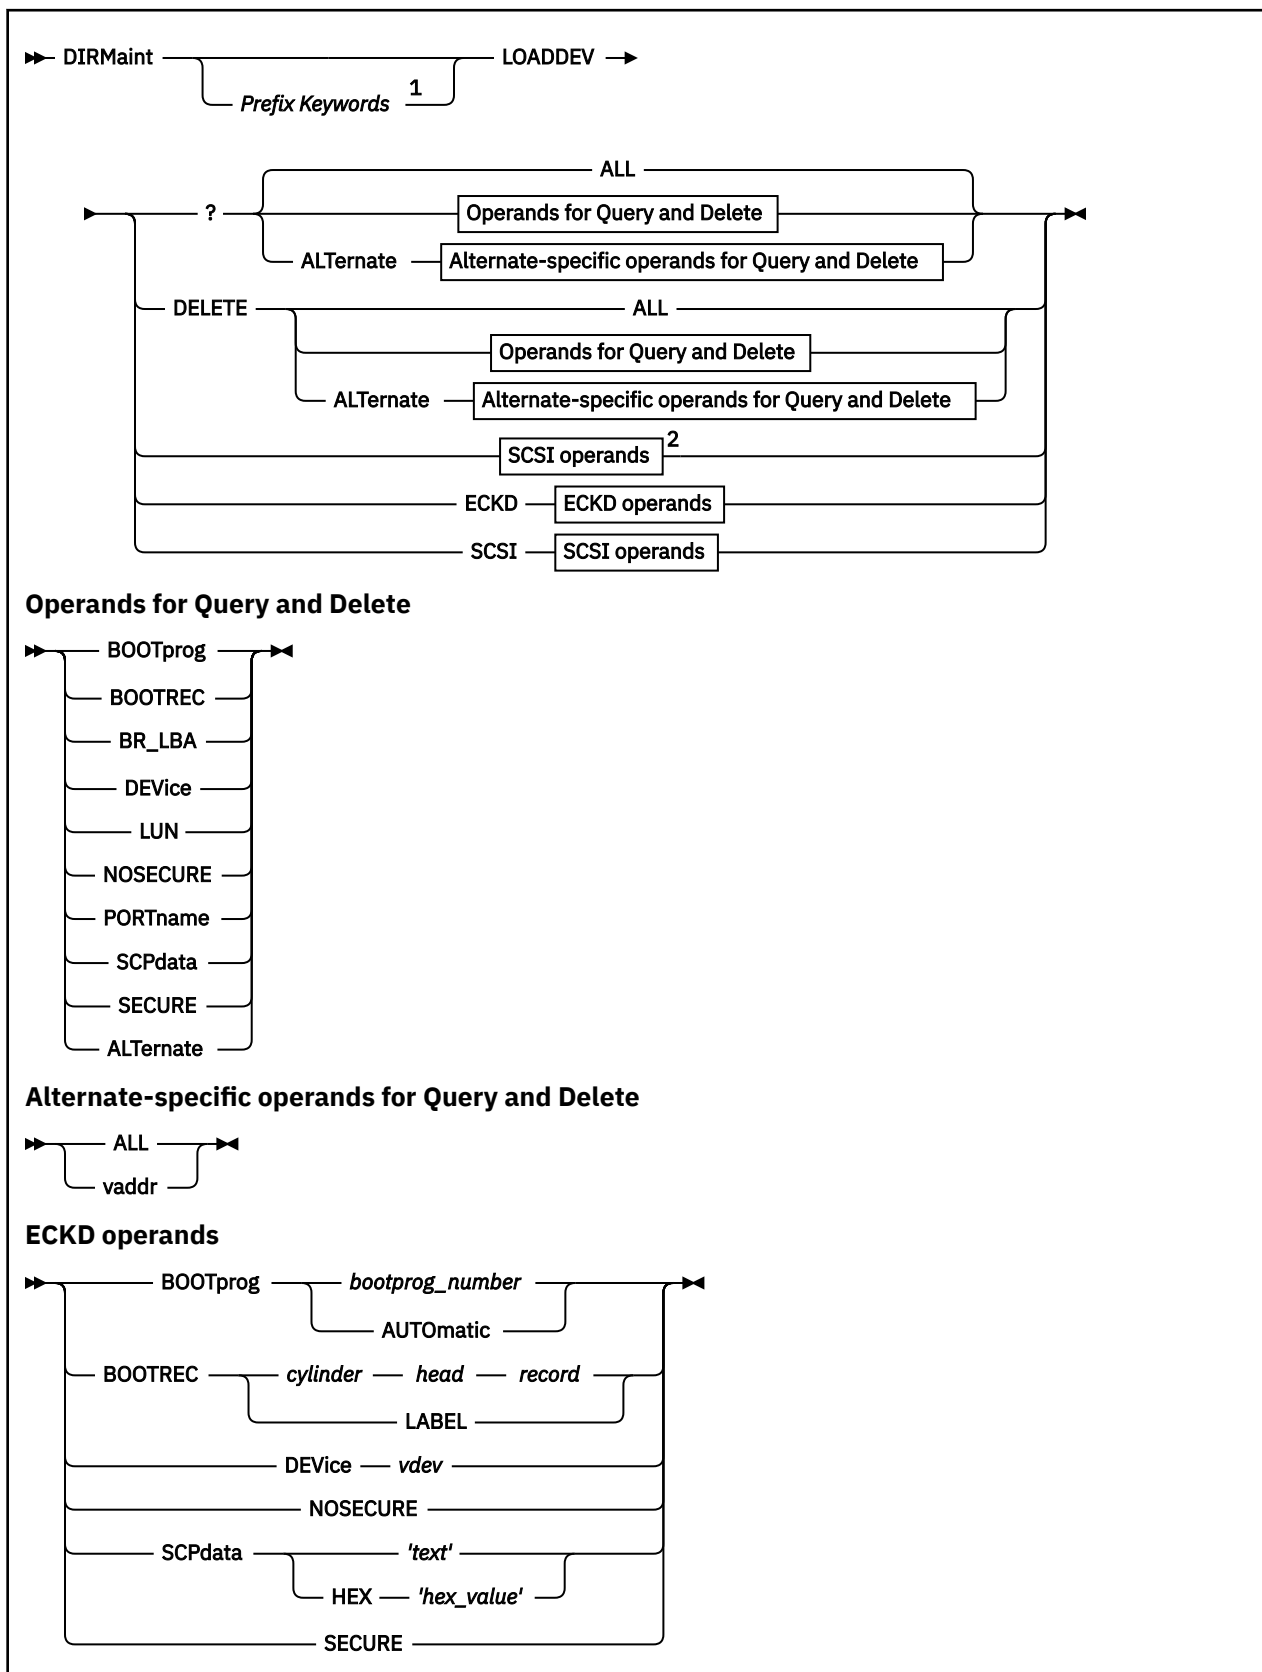 DIRMaint LOADDEV
Prefix Keywords 1
ALL
? Operands for Query and Delete
ALTernate Alternate-specific operands for Query and Delete
DELETE ALL
Operands for Query and Delete
ALTernate Alternate-specific operands for Query and Delete
SCSI operands 2
ECKD ECKD operands
SCSI SCSI operands
Operands for Query and Delete
BOOTprog
BOOTREC
BR_LBA
DEVice
LUN
NOSECURE
PORTname
SCPdata
SECURE
ALTernate
Alternate-specific operands for Query and Delete
ALL
vaddr
ECKD operands
BOOTprog bootprog_number
AUTOmatic
BOOTREC cylinder head record
LABEL
DEVice vdev
NOSECURE
SCPdata 'text'
HEX 'hex_value'
SECURE